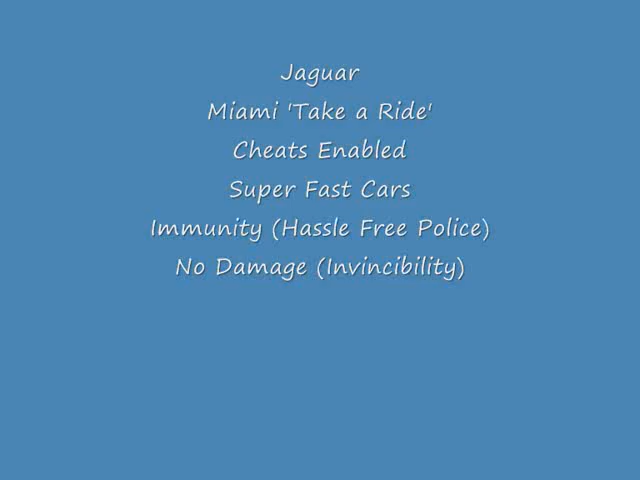 Jaguar
Miami 'Take a Ride'
Cheats Enabled
Super Fast Cars
Immunity (Hassle Free Police)
No Damage (Invincibility)